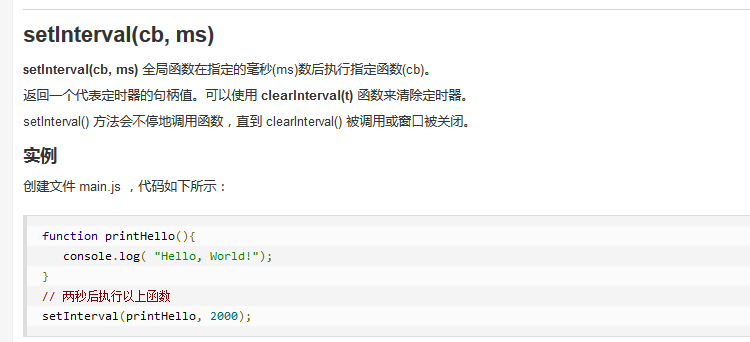 setInterval(cb, ms)
setInterval(cb, ms) 全局函数在指定的毫秒(ms)数后执行指定函数(cb)。
返回一个代表定时器的句柄值。可以使用 clearInterval(t) 函数来清除定时器。
setInterval() 方法会不停地调用函数，直到 clearInterval() 被调用或窗口被关闭。
实例
创建文件 main.js ，代码如下所示：
function printHello(){
   console.log( "Hello, World!");
}
// 两秒后执行以上函数
setInterval(printHello, 2000);